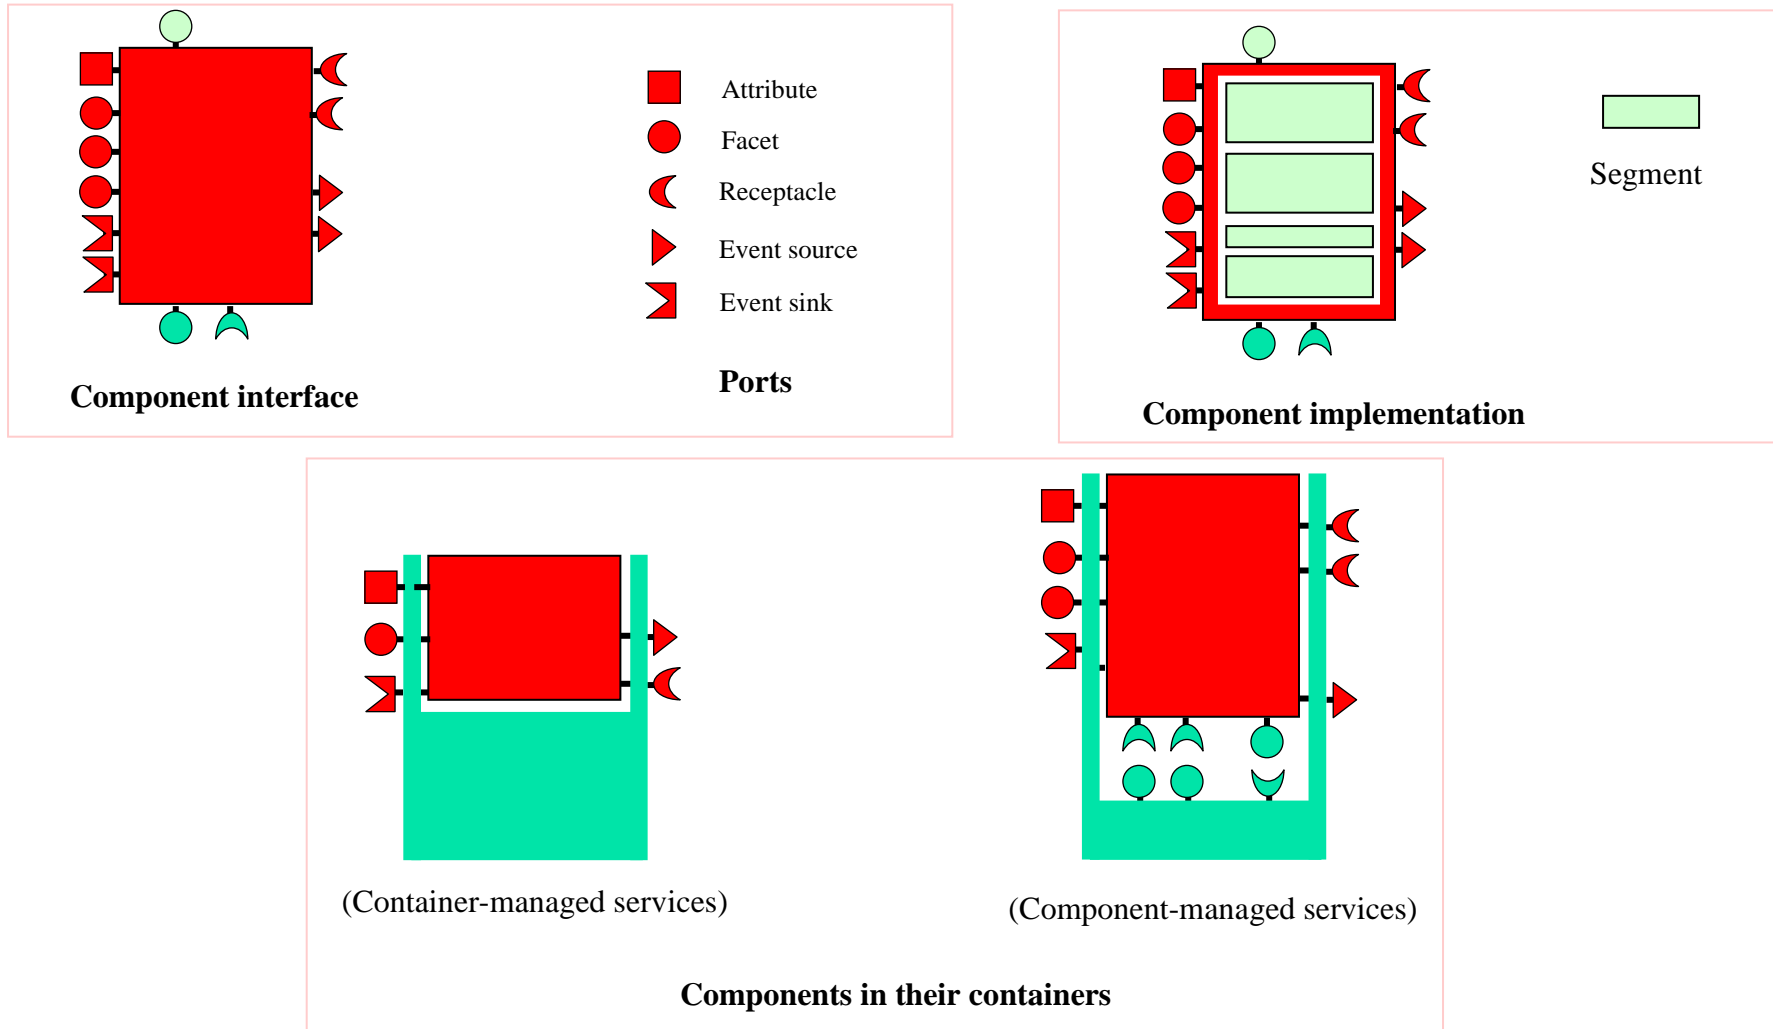 Attribute
Facet
Receptacle
Event source
Event sink
Ports
Component interface
Segment
Component implementation
(Container-managed services)
(Component-managed services)
Components in their containers